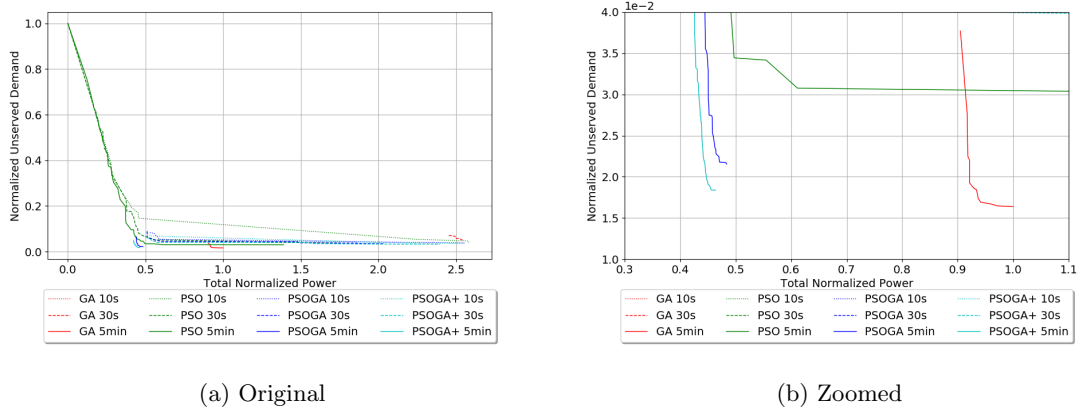 1.0
0.8
0.6
0.4
0.2
0.0
Normalized Unserved Demand
0.0 0.5 1.0 1.5 2.0 2.5
Total Normalized Power
GA 10s PSO 10s PSOGA 10s PSOGA+ 10s
GA 30s PSO 30s PSOGA 30s PSOGA+ 30s
GA 5min PSO 5min PSOGA 5min PSOGA+ 5min
(a) Original
1e−2
4.0
3.5
3.0
2.5
2.0
1.5
1.0
Normalized Unserved Demand
0.3 0.4 0.5 0.6 0.7 0.8 0.9 1.0 1.1
Total Normalized Power
GA 10s PSO 10s PSOGA 10s PSOGA+ 10s
GA 30s PSO 30s PSOGA 30s PSOGA+ 30s
GA 5min PSO 5min PSOGA 5min PSOGA+ 5min
(b) Zoomed